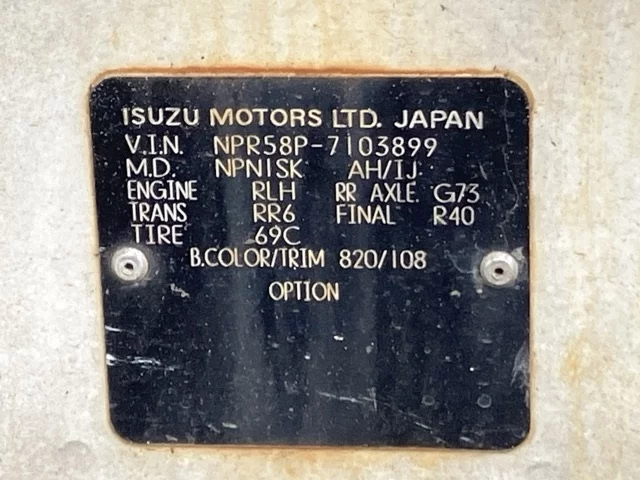 ISUZU MOTORS LTD. JAPAN
V.I.N. NPR58P-7103899
M.D. NPN1SK AH/IJ
ENGINE RLH RR AXLE G73
TRANS RR6 FINAL R40
TIRE 69C
B.COLOR/TRIM 820/108
OPTION